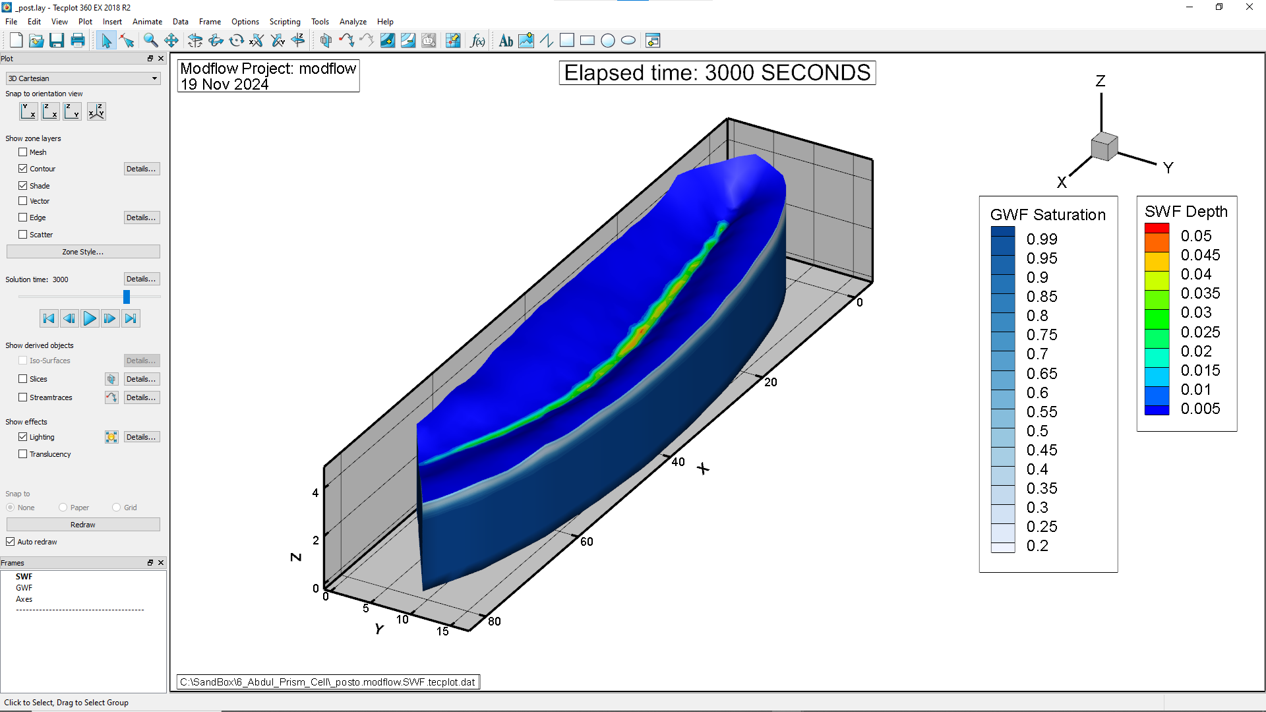 _post.lay — Tecplot 360 EX 2018 R2
File Edit View Plot Insert Animate Data Frame Options Scripting Tools Analyze Help
Ab
Plot
3D Cartesian
Snap to orientation view
Show zone layers
Mesh
Contour Details...
Shade
Vector
Edge Details...
Scatter
Zone Style...
Solution time: 3000 Details...
Show derived objects
Iso-Surfaces Details...
Slices Details...
Streamtraces Details...
Show effects
Lighting Details...
Translucency
Snap to
None Paper Grid
Redraw
Auto redraw
Frames
SWF
GWF
Axes
Click to Select, Drag to Select Group
Modflow Project: modflow
19 Nov 2024
Elapsed time: 3000 SECONDS
Z
X
Y
GWF Saturation
0.99
0.95
0.9
0.85
0.8
0.75
0.7
0.65
0.6
0.55
0.5
0.45
0.4
0.35
0.3
0.25
0.2
SWF Depth
0.05
0.045
0.04
0.035
0.03
0.025
0.02
0.015
0.01
0.005
0
20
40
X
60
80
4
2
0
Z
0
5
10
15
Y
C:\SandBox\6_Abdul_Prism_Cell\_posto.modflow.SWF.tecplot.dat